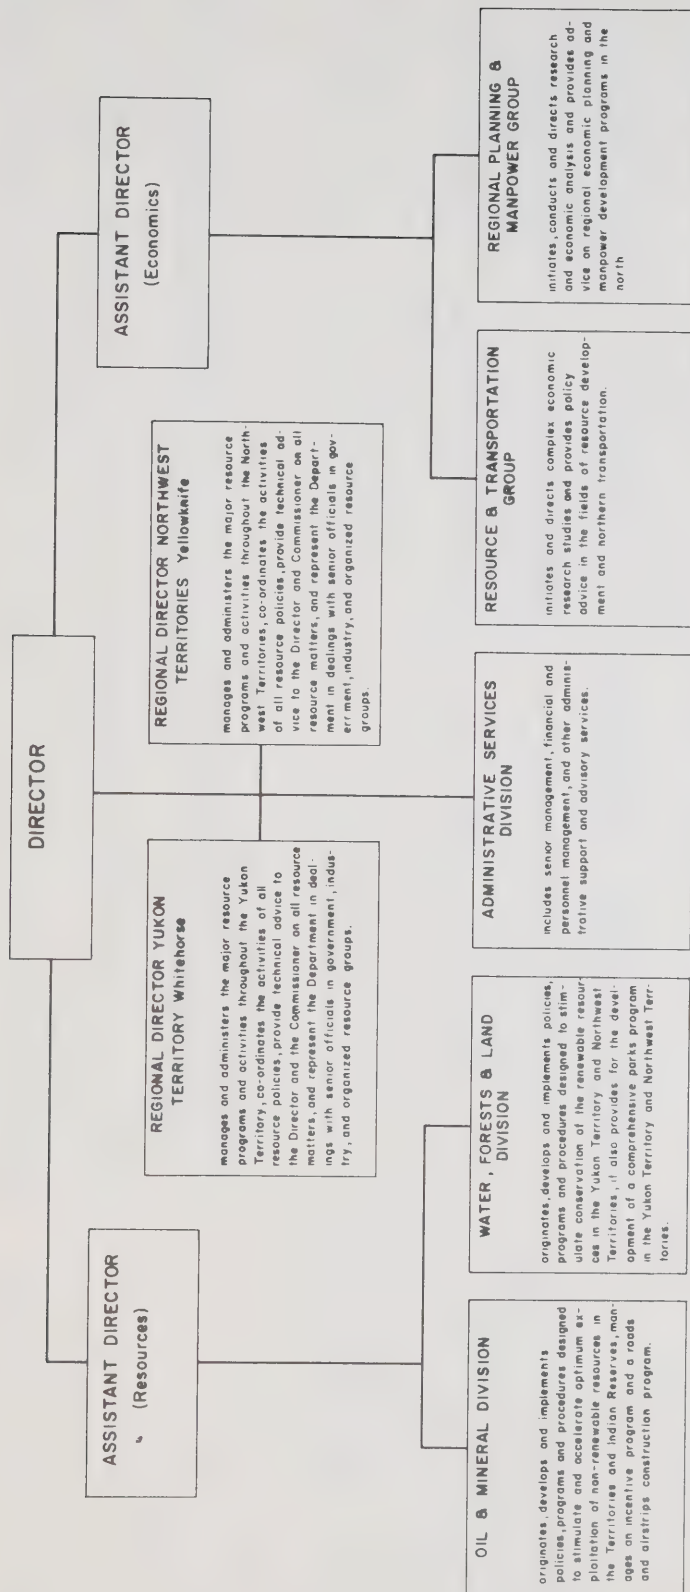 DIRECTOR
ASSISTANT DIRECTOR
(Resources)
ASSISTANT DIRECTOR
(Economics)
REGIONAL DIRECTOR YUKON
TERRITORY Whitehorse
manages and administers the major resource
programs and activities throughout the Yukon
Territory, co-ordinates the activities of all
resource policies, provide technical advice to
the Director and the Commissioner on all resource
matters, and represent the Department in deal-
ings with senior officials in government, indus-
try, and organized resource groups.
REGIONAL DIRECTOR NORTHWEST
TERRITORIES Yellowknife
manages and administers the major resource
programs and activities throughout the North-
west Territories, co-ordinates the activities
of all resource policies, provide technical ad-
vice to the Director and Commissioner on all
resource matters, and represent the Depart-
ment in dealings with senior officials in gov-
errment, industry, and organized resource
groups.
OIL & MINERAL DIVISION
originates, develops and implements
policies, programs and procedures designed
to stimulate and accelerate optimum ex-
ploitation of non-renewable resources in
the Territories and Indian Reserves, man-
ages an incentive program and a roads
and airstrips construction program.
WATER, FORESTS & LAND
DIVISION
originates, develops and implements policies,
programs and procedures designed to stim-
ulate conservation of the renewable resour-
ces in the Yukon Territory and Northwest
Territories, it also provides for the devel-
opment of a comprehensive parks program
in the Yukon Territory and Northwest Terri-
tories.
ADMINISTRATIVE SERVICES
DIVISION
includes senior management, financial and
personnel management, and other adminis-
trative support and advisory services.
RESOURCE & TRANSPORTATION
GROUP
initiates and directs complex economic
research studies and provides policy
advice in the fields of resource develop-
ment and northern transportation.
REGIONAL PLANNING &
MANPOWER GROUP
initiates, conducts and directs research
and economic analysis and provides ad-
vice on regional economic planning and
manpower development programs in the
north